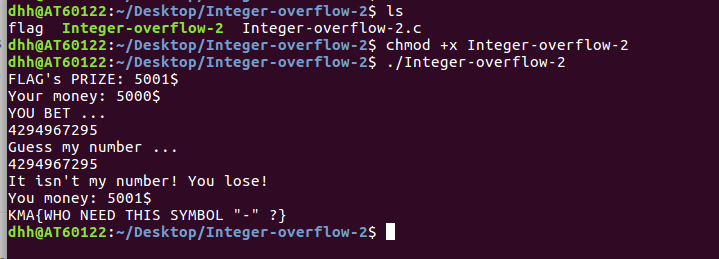 dhh@AT60122:~/Desktop/Integer-overflow-2$ ls
flag  Integer-overflow-2  Integer-overflow-2.c
dhh@AT60122:~/Desktop/Integer-overflow-2$ chmod +x Integer-overflow-2
dhh@AT60122:~/Desktop/Integer-overflow-2$ ./Integer-overflow-2
FLAG's PRIZE: 5001$
Your money: 5000$
YOU BET ...
4294967295
Guess my number ...
4294967295
It isn't my number! You lose!
You money: 5001$
KMA{WHO NEED THIS SYMBOL "-" ?}
dhh@AT60122:~/Desktop/Integer-overflow-2$